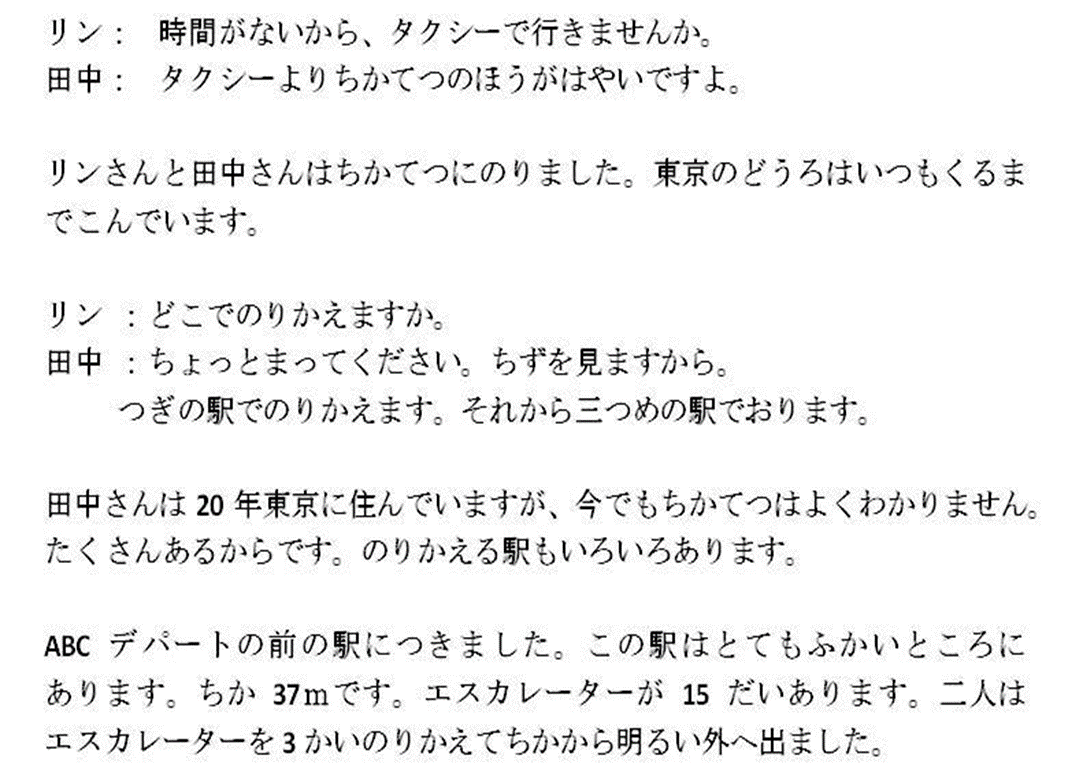 リン： 時間がないから、タクシーで行きませんか。
田中： タクシーよりちかてつのほうがはやいですよ。
リンさんと田中さんはちかてつにのりました。東京のどうろはいつもくるま
でこんでいます。
リン ：どこでのりかえますか。
田中 ：ちょっとまってください。ちずを見ますから。
つぎの駅でのりかえます。それから三つめの駅でおります。
田中さんは 20 年東京に住んでいますが、今でもちかてつはよくわかりません。
たくさんあるからです。のりかえる駅もいろいろあります。
ABC デパートの前の駅につきました。この駅はとてもふかいところに
あります。ちか 37ｍです。エスカレーターが 15 だいあります。二人は
エスカレーターを 3 かいのりかえてちかから明るい外へ出ました。